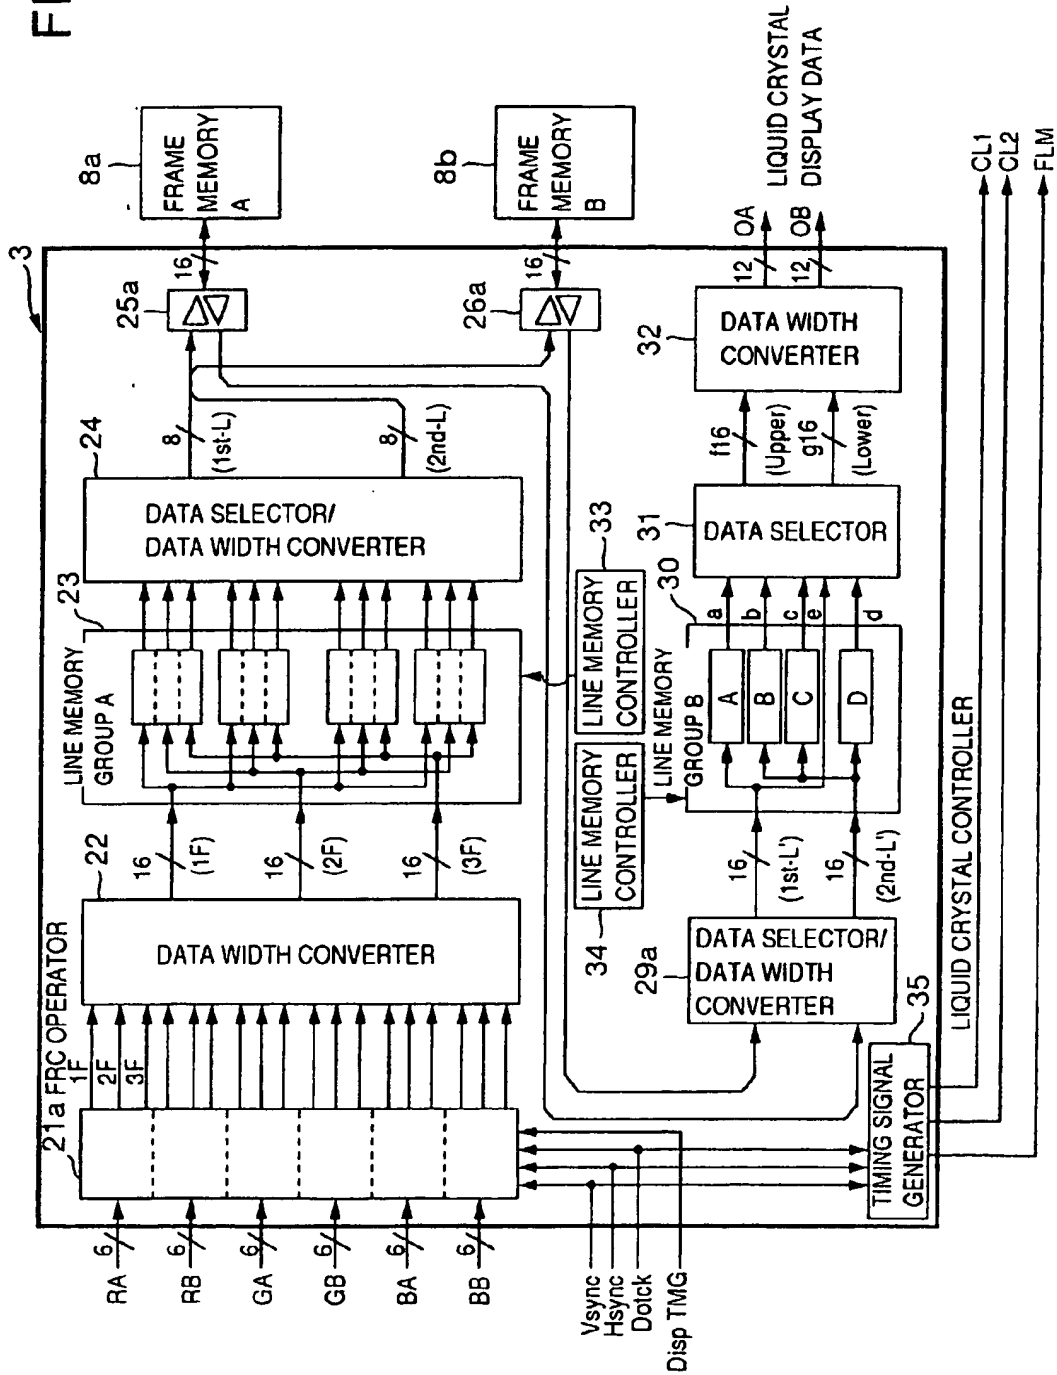 FI
3
21a FRC OPERATOR
1F
2F
3F
RA
6
RB
6
GA
6
GB
6
BA
6
BB
6
22
DATA WIDTH CONVERTER
16
(1F)
16
(2F)
16
(3F)
LINE MEMORY
GROUP A
23
24
DATA SELECTOR/
DATA WIDTH CONVERTER
8
(1st-L)
8
(2nd-L)
25a
16
8a
FRAME
MEMORY
A
26a
16
8b
FRAME
MEMORY
B
Vsync
Hsync
Dotck
Disp TMG
34
LINE MEMORY
CONTROLLER
33
LINE MEMORY
CONTROLLER
29a
DATA SELECTOR/
DATA WIDTH
CONVERTER
16
(1st-L')
16
(2nd-L')
LINE MEMORY
GROUP B
30
A
B
C
D
a
b
c
e
d
31
DATA SELECTOR
f16
(Upper)
g16
(Lower)
32
DATA WIDTH
CONVERTER
12
OA
12
OB
LIQUID CRYSTAL
DISPLAY DATA
TIMING SIGNAL
GENERATOR
35
LIQUID CRYSTAL CONTROLLER
CL1
CL2
FLM